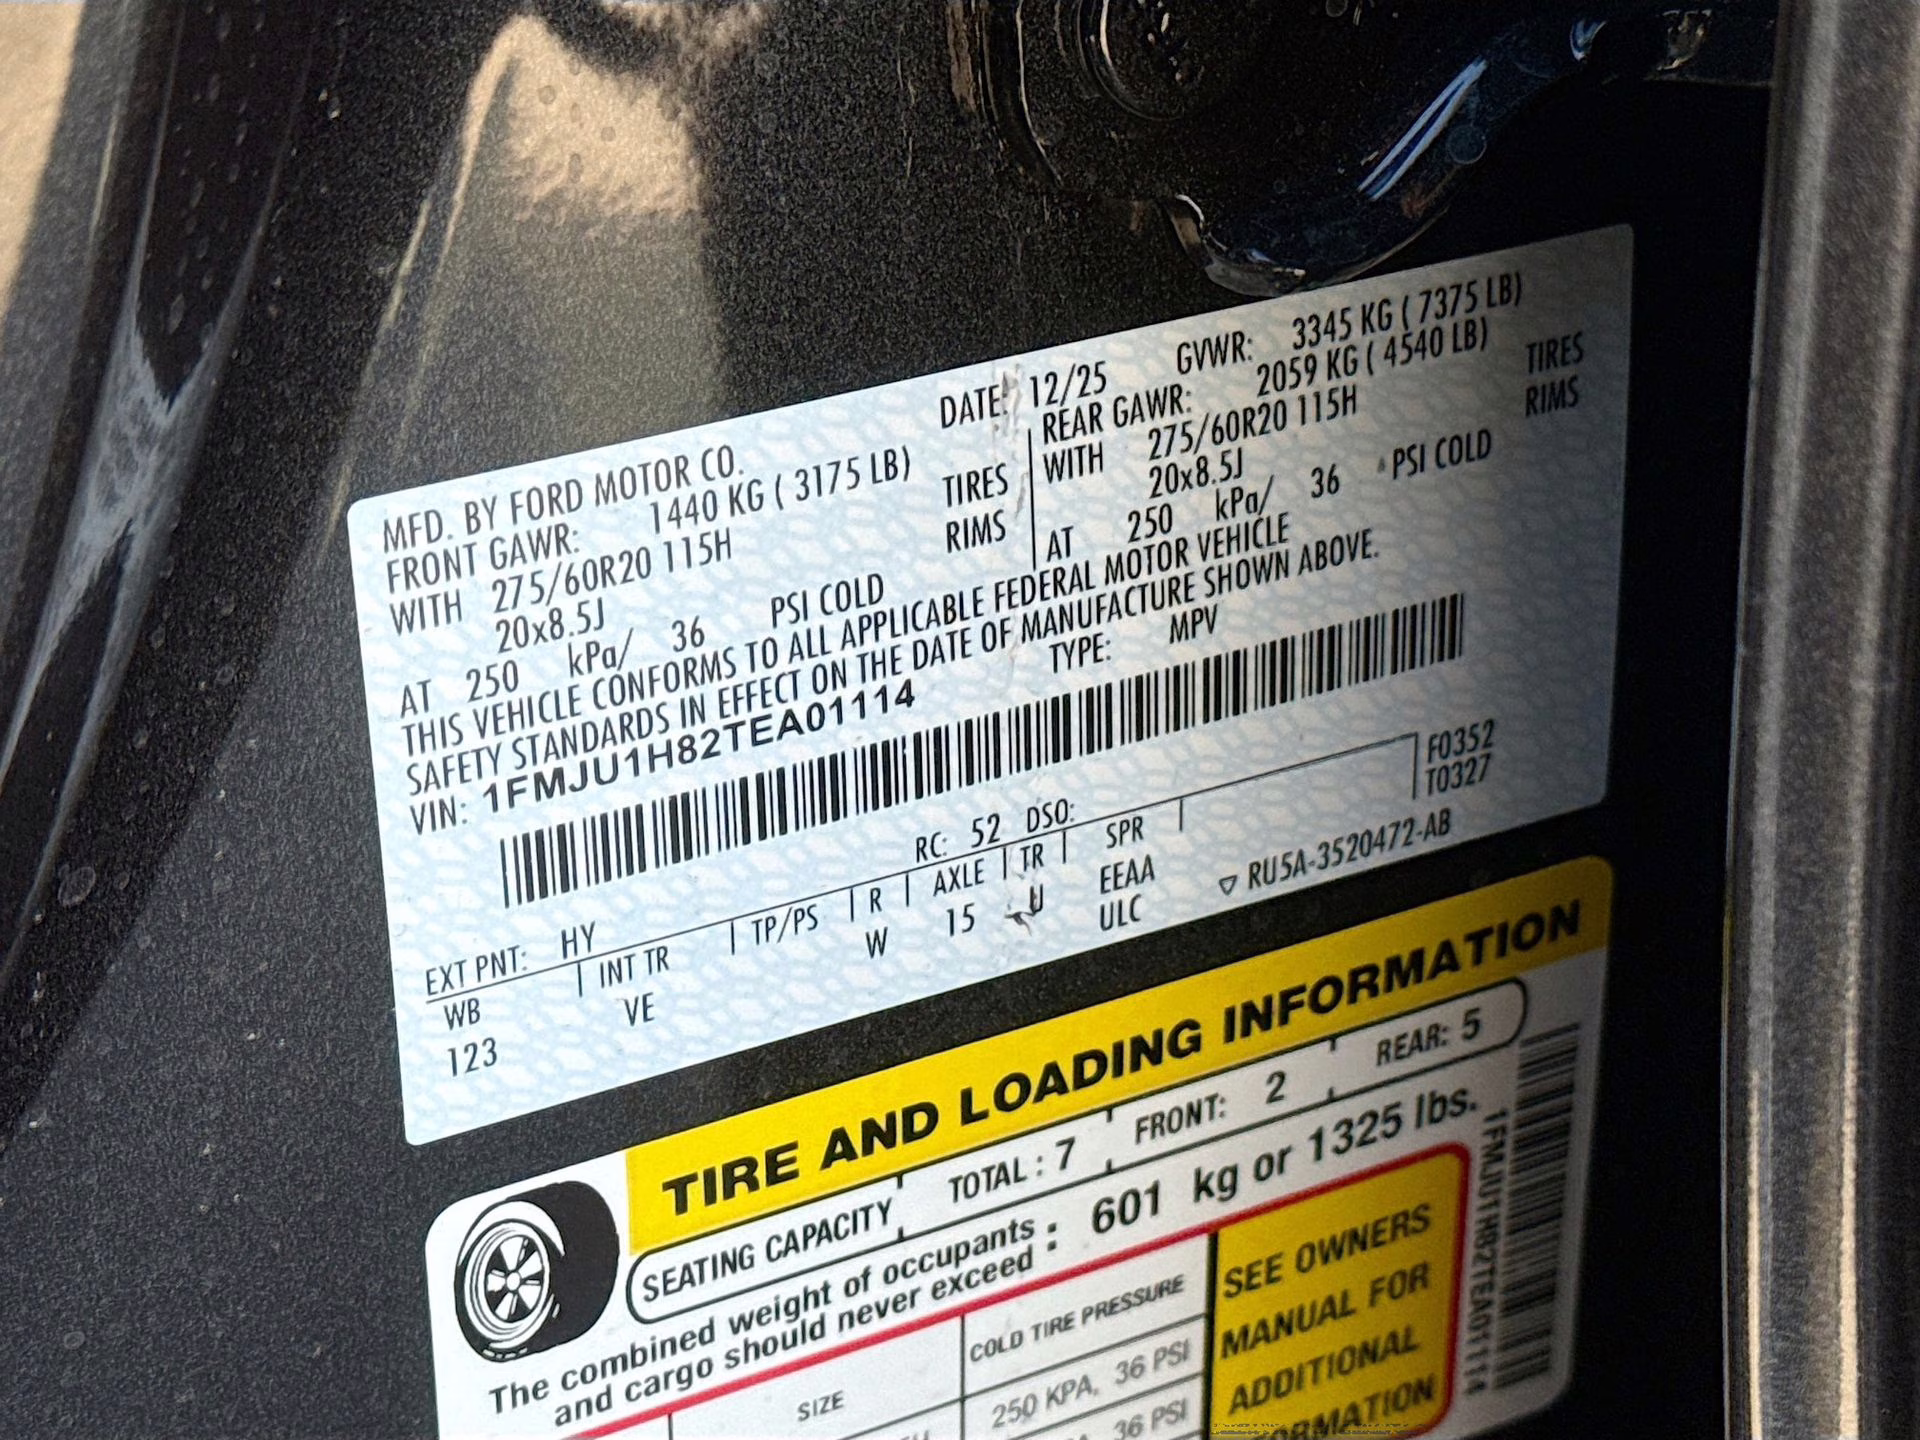 DATE: 12/25 GVWR: 3345 KG ( 7375 LB)
MFD. BY FORD MOTOR CO.
FRONT GAWR: 1440 KG ( 3175 LB)
WITH 275/60R20 115H TIRES
20x8.5J RIMS
AT 250 kPa/ 36 PSI COLD
REAR GAWR: 2059 KG ( 4540 LB)
WITH 275/60R20 115H TIRES
20x8.5J RIMS
AT 250 kPa/ 36 PSI COLD
THIS VEHICLE CONFORMS TO ALL APPLICABLE FEDERAL MOTOR VEHICLE
SAFETY STANDARDS IN EFFECT ON THE DATE OF MANUFACTURE SHOWN ABOVE.
VIN: 1FMJU1H82TEA01114 TYPE: MPV
F0352
T0327
EXT PNT: HY RC: 52 DSO:
WB INT TR TP/PS R AXLE TR SPR
123 VE W 15 U EEAA
ULC
RU5A-3520472-AB
TIRE AND LOADING INFORMATION
SEATING CAPACITY TOTAL : 7 FRONT: 2 REAR: 5
The combined weight of occupants
and cargo should never exceed : 601 kg or 1325 lbs.
SIZE COLD TIRE PRESSURE
250 KPA, 36 PSI
36 PSI
SEE OWNERS
MANUAL FOR
ADDITIONAL
1FMJU1H82TEA01114